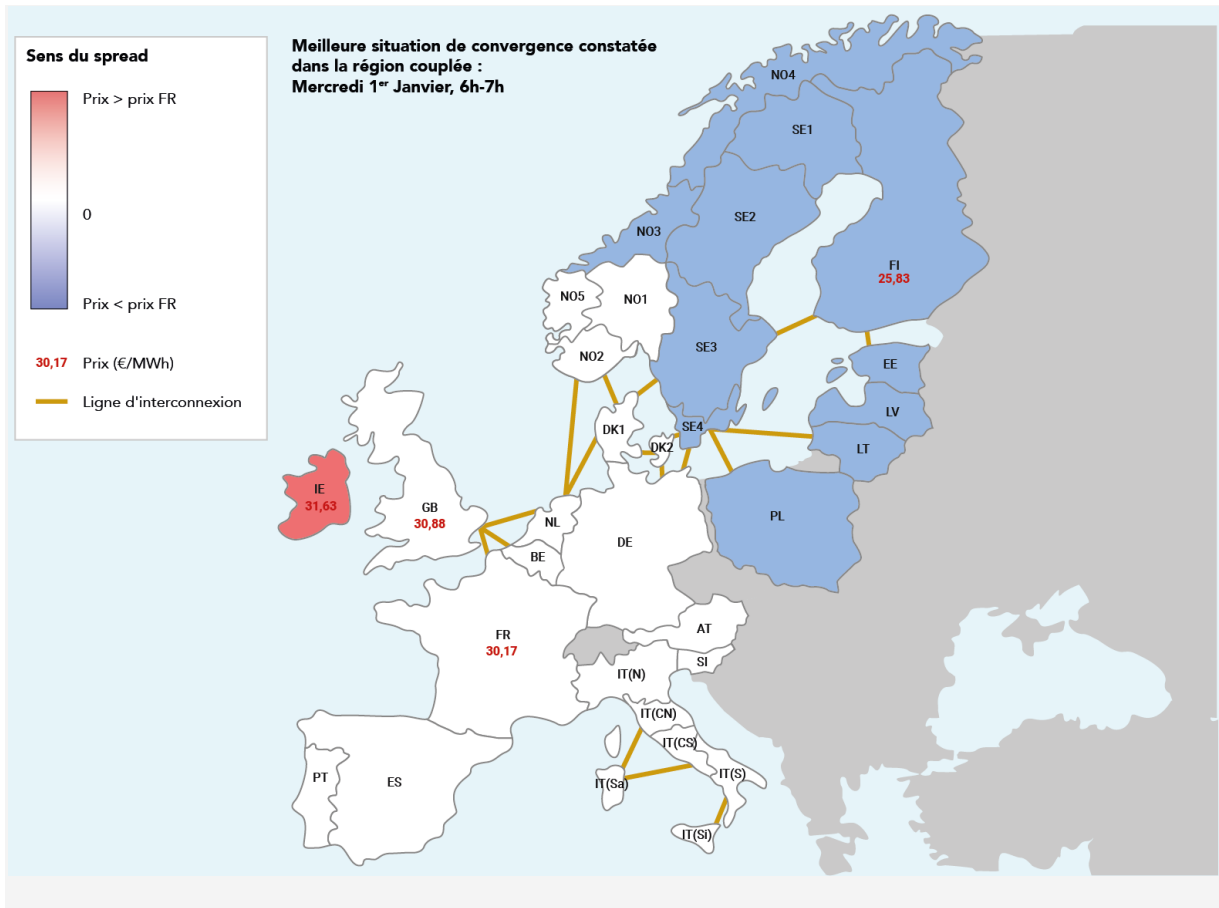 Sens du spread
Prix > prix FR
0
Prix < prix FR
30,17 Prix (€/MWh)
Ligne d'interconnexion
Meilleure situation de convergence constatée
dans la région couplée :
Mercredi 1er Janvier, 6h-7h
NO4
SE1
SE2
NO3
FI
25,83
NO5
NO1
SE3
NO2
EE
LV
SE4
DK1
DK2
LT
IE
31,63
GB
30,88
NL
PL
DE
BE
AT
FR
30,17
SI
IT(N)
IT(CN)
IT(CS)
IT(S)
PT
ES
IT(Sa)
IT(Si)